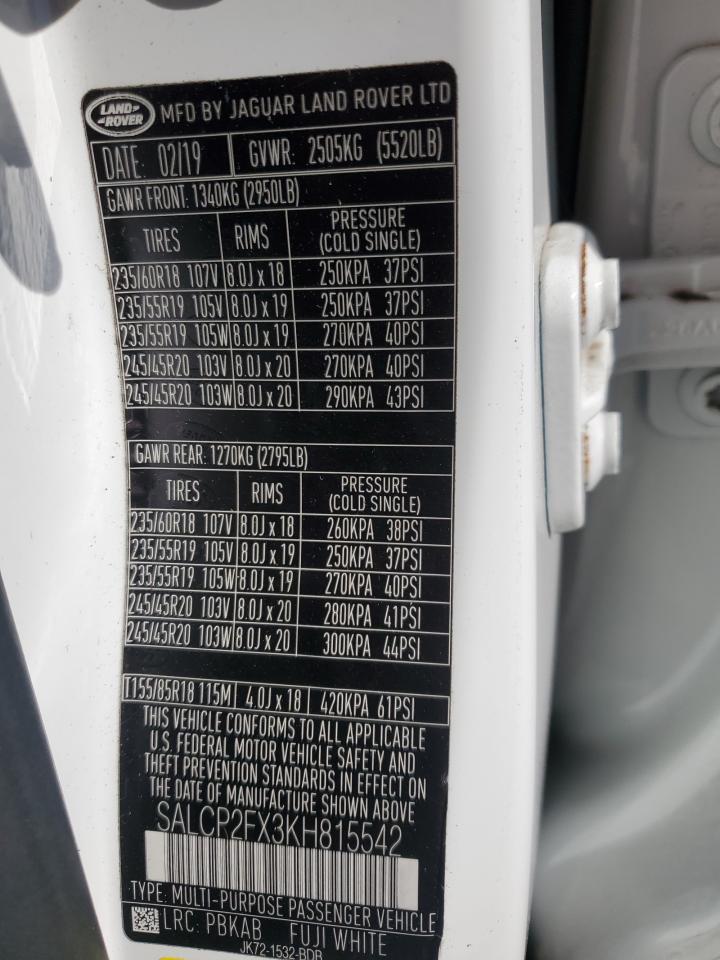 LAND ROVER
MFD BY JAGUAR LAND ROVER LTD
DATE: 02/19 GVWR: 2505KG (5520LB)
GAWR FRONT: 1340KG (2950LB)
TIRES RIMS PRESSURE (COLD SINGLE)
235/60R18 107V 8.0J x 18 250KPA 37PSI
235/55R19 105V 8.0J x 19 250KPA 37PSI
235/55R19 105W 8.0J x 19 270KPA 40PSI
245/45R20 103V 8.0J x 20 270KPA 40PSI
245/45R20 103W 8.0J x 20 290KPA 43PSI
GAWR REAR: 1270KG (2795LB)
TIRES RIMS PRESSURE (COLD SINGLE)
235/60R18 107V 8.0J x 18 260KPA 38PSI
235/55R19 105V 8.0J x 19 250KPA 37PSI
235/55R19 105W 8.0J x 19 270KPA 40PSI
245/45R20 103V 8.0J x 20 280KPA 41PSI
245/45R20 103W 8.0J x 20 300KPA 44PSI
T155/85R18 115M 4.0J x 18 420KPA 61PSI
THIS VEHICLE CONFORMS TO ALL APPLICABLE
U.S. FEDERAL MOTOR VEHICLE SAFETY AND
THEFT PREVENTION STANDARDS IN EFFECT ON
THE DATE OF MANUFACTURE SHOWN ABOVE
SALCP2FX3KH815542
TYPE: MULTI-PURPOSE PASSENGER VEHICLE
LRC: PBKAB FUJI WHITE
JK72-1532-BDB